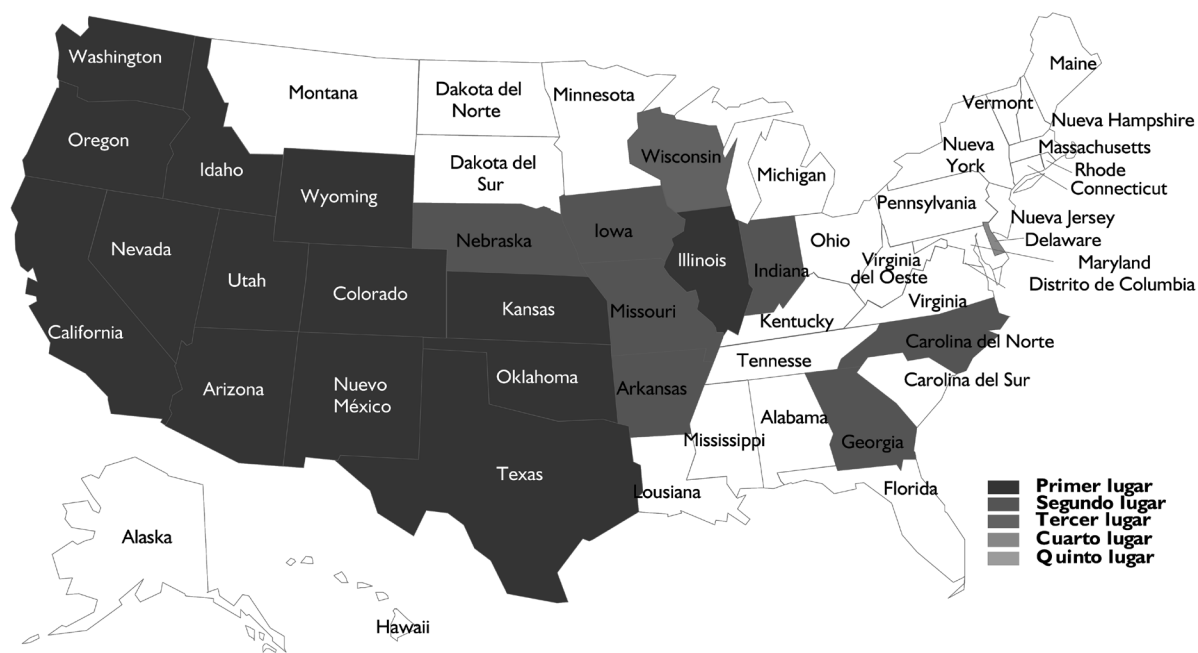 Washington
Oregon
Idaho
Montana
Wyoming
Nevada
Utah
Colorado
California
Arizona
Nuevo
México
Dakota del
Norte
Dakota del
Sur
Nebraska
Kansas
Oklahoma
Texas
Minnesota
Iowa
Missouri
Arkansas
Lousiana
Wisconsin
Illinois
Indiana
Michigan
Ohio
Kentucky
Tennesse
Mississippi
Alabama
Georgia
Florida
Carolina del Sur
Carolina del Norte
Virginia
Virginia
del Oeste
Pennsylvania
Nueva
York
Vermont
Maine
Nueva Hampshire
Massachusetts
Rhode
Connecticut
Nueva Jersey
Delaware
Maryland
Distrito de Columbia
Alaska
Hawaii
Primer lugar
Segundo lugar
Tercer lugar
Cuarto lugar
Quinto lugar